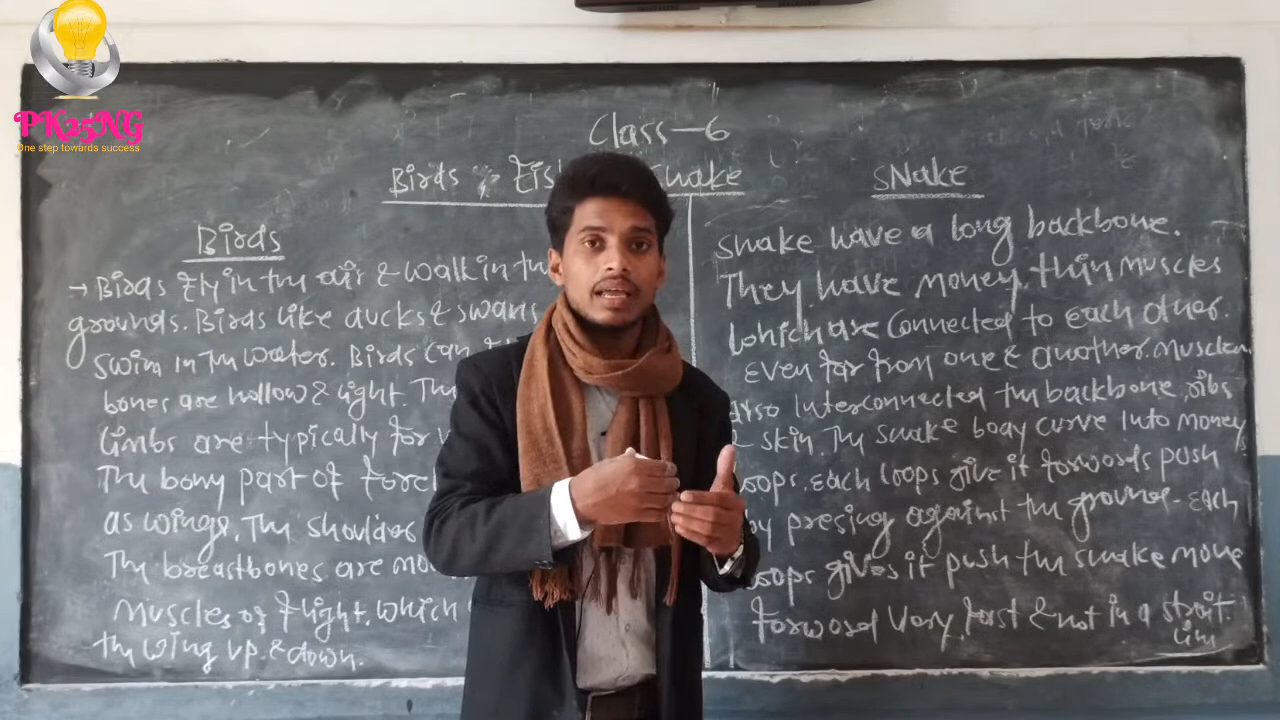 PK25NG
One step towards success
Class-6
Birds, Fis Snake
Birds
→ Birds Fly in the air & walk in the
grounds. Birds like ducks & swans
swim in the water. Birds can
bones are hollow & light. The
limbs are typically for
The bony part of fore
as wings. The shoulder
The breastbones are mo
Muscles of flight. which
the wing up & down.
SNake
Snake have a long backbone.
They have money thin muscles
which are connected to each other.
Even far from one & another. Muscles
Also Interconnected the backbone, ribs
& skin. The snake body curve Into money
loops. each loops give it forwards push
by presing against the ground. Each
loops gives it push the snake move
forword Very fast & not in a strait.
line